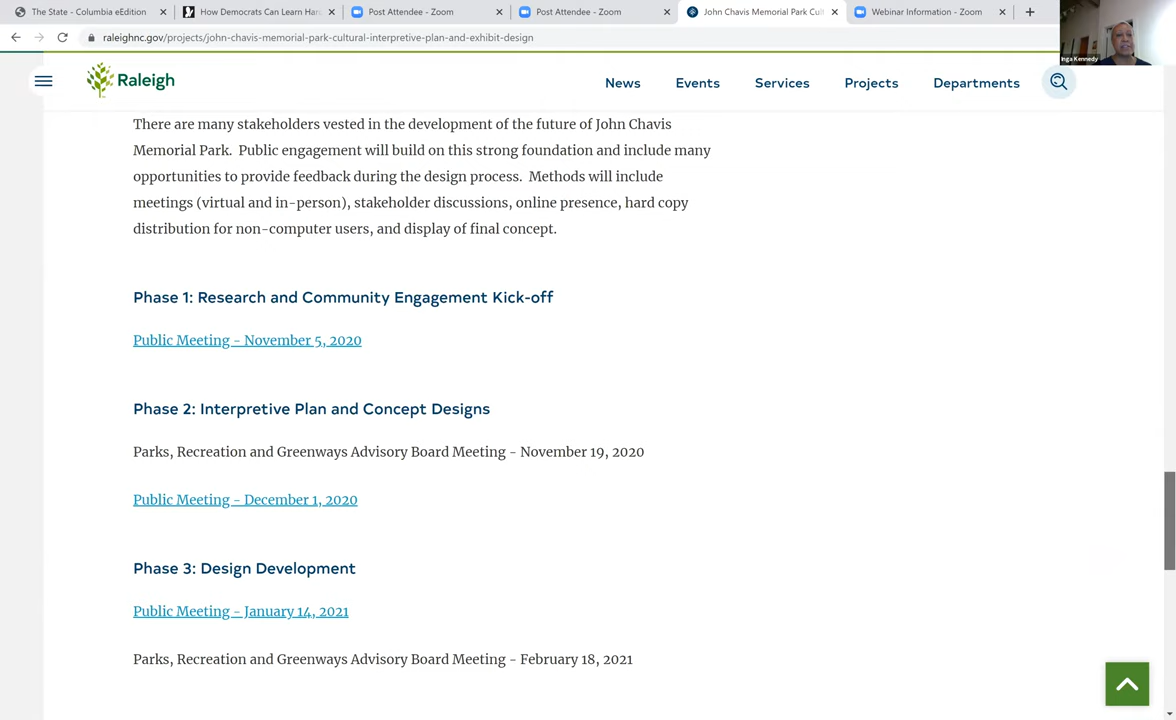 The State - Columbia eEdition
How Democrats Can Learn Hard
Post Attendee - Zoom
Post Attendee - Zoom
John Chavis Memorial Park Cult
Webinar Information - Zoom
raleighnc.gov/projects/john-chavis-memorial-park-cultural-interpretive-plan-and-exhibit-design
Inga Kennedy
Raleigh
News
Events
Services
Projects
Departments
There are many stakeholders vested in the development of the future of John Chavis
Memorial Park. Public engagement will build on this strong foundation and include many
opportunities to provide feedback during the design process. Methods will include
meetings (virtual and in-person), stakeholder discussions, online presence, hard copy
distribution for non-computer users, and display of final concept.
Phase 1: Research and Community Engagement Kick-off
Public Meeting - November 5, 2020
Phase 2: Interpretive Plan and Concept Designs
Parks, Recreation and Greenways Advisory Board Meeting - November 19, 2020
Public Meeting - December 1, 2020
Phase 3: Design Development
Public Meeting - January 14, 2021
Parks, Recreation and Greenways Advisory Board Meeting - February 18, 2021